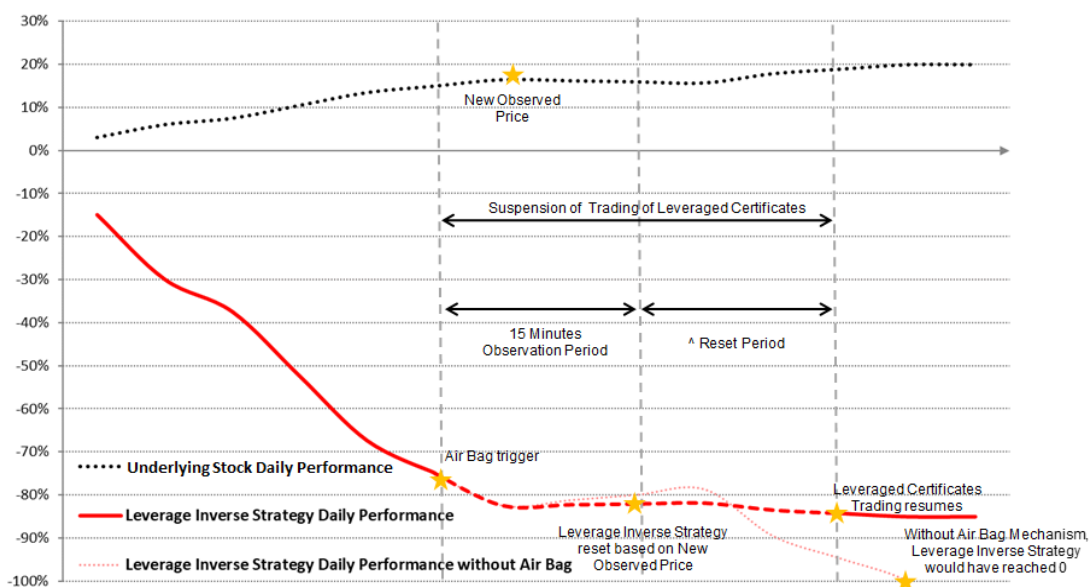 30%
20%
10%
0%
-10%
-20%
-30%
-40%
-50%
-60%
-70%
-80%
-90%
-100%
New Observed
Price
Suspension of Trading of Leveraged Certificates
15 Minutes
Observation Period
^ Reset Period
Air Bag trigger
Underlying Stock Daily Performance
Leverage Inverse Strategy Daily Performance
Leverage Inverse Strategy Daily Performance without Air Bag
Leverage Inverse Strategy
reset based on New
Observed Price
Leveraged Certificates
Trading resumes
Without Air Bag Mechanism,
Leverage Inverse Strategy
would have reached 0